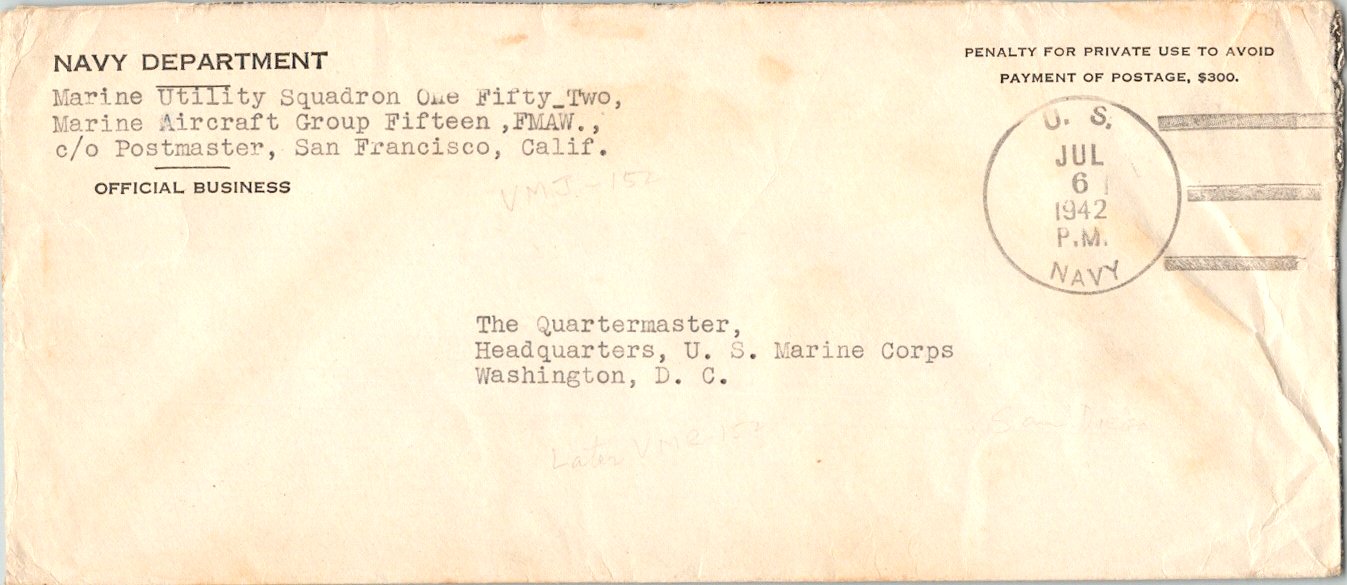 NAVY DEPARTMENT
Marine Utility Squadron One Fifty_Two,
Marine Aircraft Group Fifteen ,FMAW.,
c/o Postmaster, San Francisco, Calif.
OFFICIAL BUSINESS
PENALTY FOR PRIVATE USE TO AVOID
PAYMENT OF POSTAGE, $300.
U. S.
JUL
6
1942
P.M.
NAVY
VMJ-152
The Quartermaster,
Headquarters, U. S. Marine Corps
Washington, D. C.
San Diego
Later VMR-152